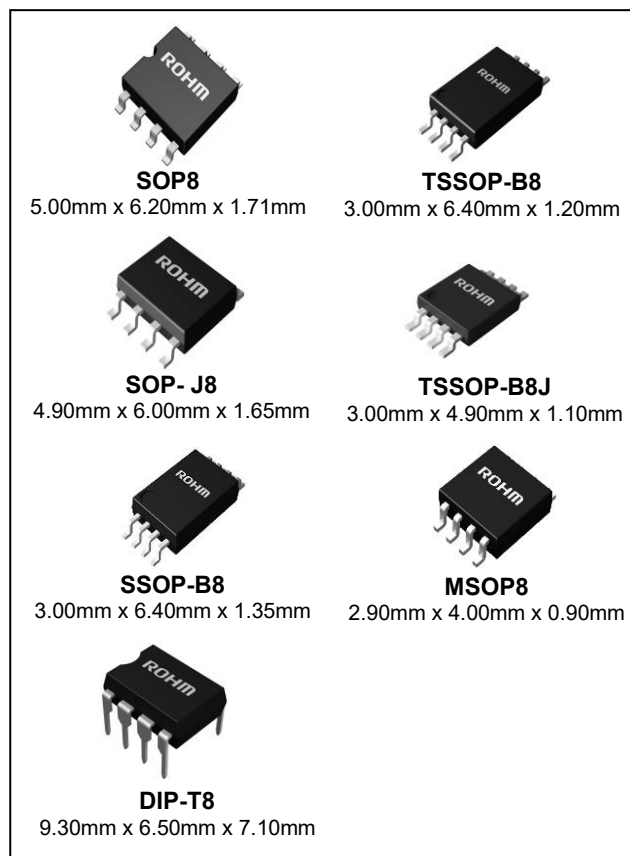 ROHM
SOP8
5.00mm x 6.20mm x 1.71mm
ROHM
TSSOP-B8
3.00mm x 6.40mm x 1.20mm
ROHM
SOP- J8
4.90mm x 6.00mm x 1.65mm
ROHM
TSSOP-B8J
3.00mm x 4.90mm x 1.10mm
ROHM
SSOP-B8
3.00mm x 6.40mm x 1.35mm
ROHM
MSOP8
2.90mm x 4.00mm x 0.90mm
ROHM
DIP-T8
9.30mm x 6.50mm x 7.10mm